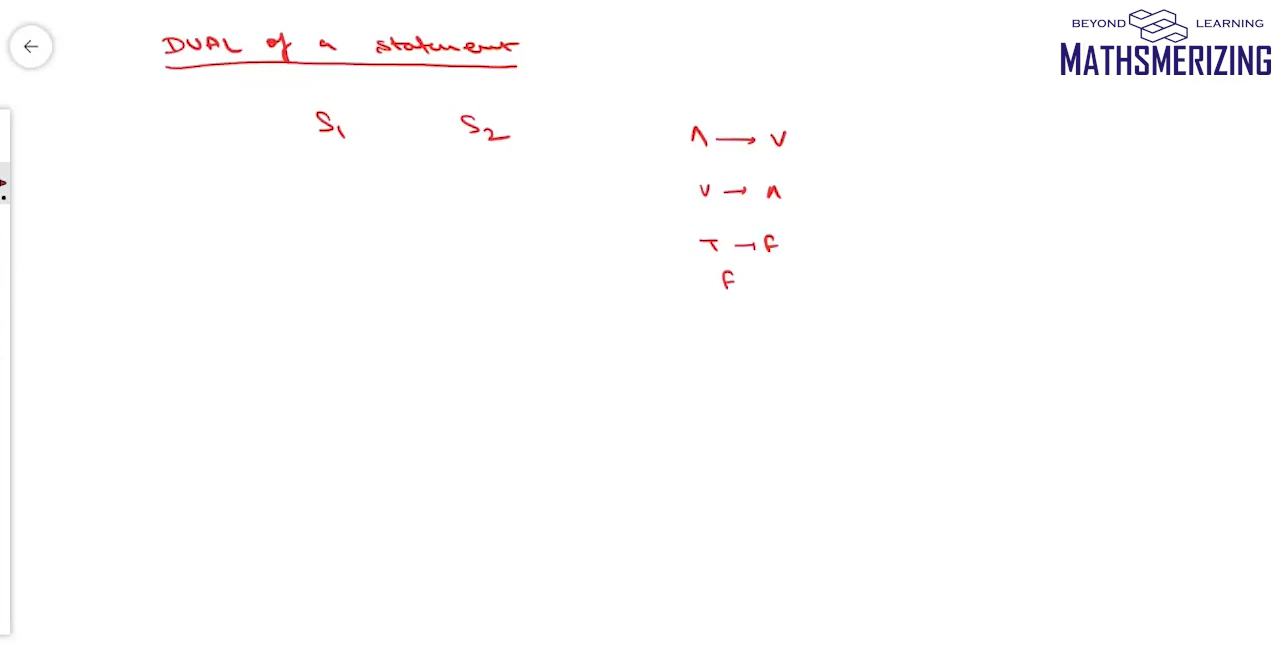 BEYOND LEARNING
MATHSMERIZING
DUAL of a statement
S₁ S₂
∧ → ∨
∨ → ∧
T → F
F